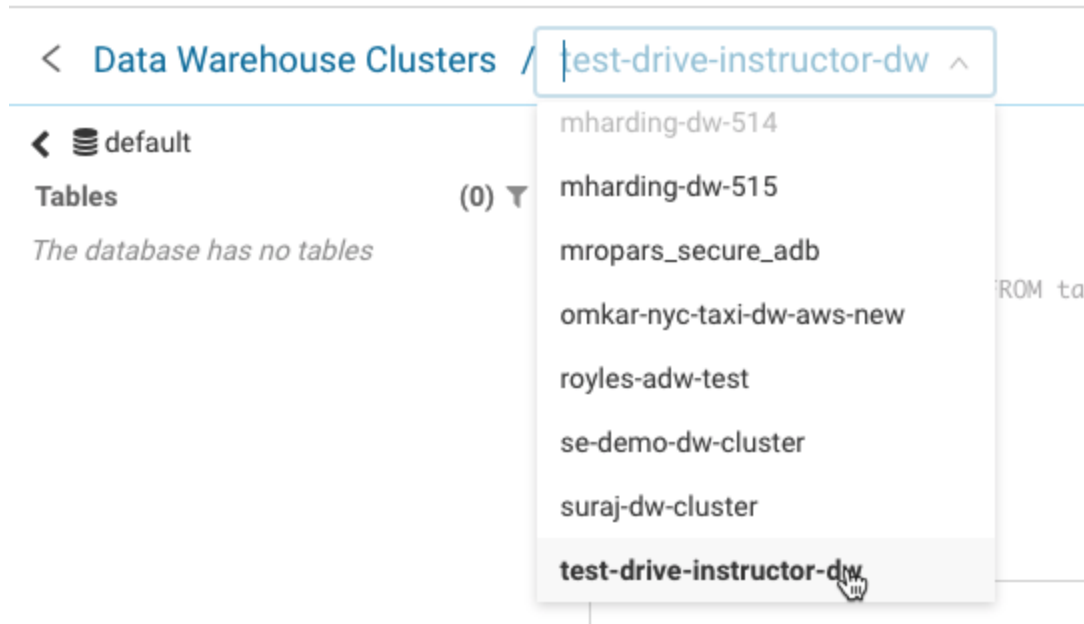 Data Warehouse Clusters / test-drive-instructor-dw
default
Tables (0)
The database has no tables
mharding-dw-514
mharding-dw-515
mropars_secure_adb
FROM ta
omkar-nyc-taxi-dw-aws-new
royles-adw-test
se-demo-dw-cluster
suraj-dw-cluster
test-drive-instructor-dw